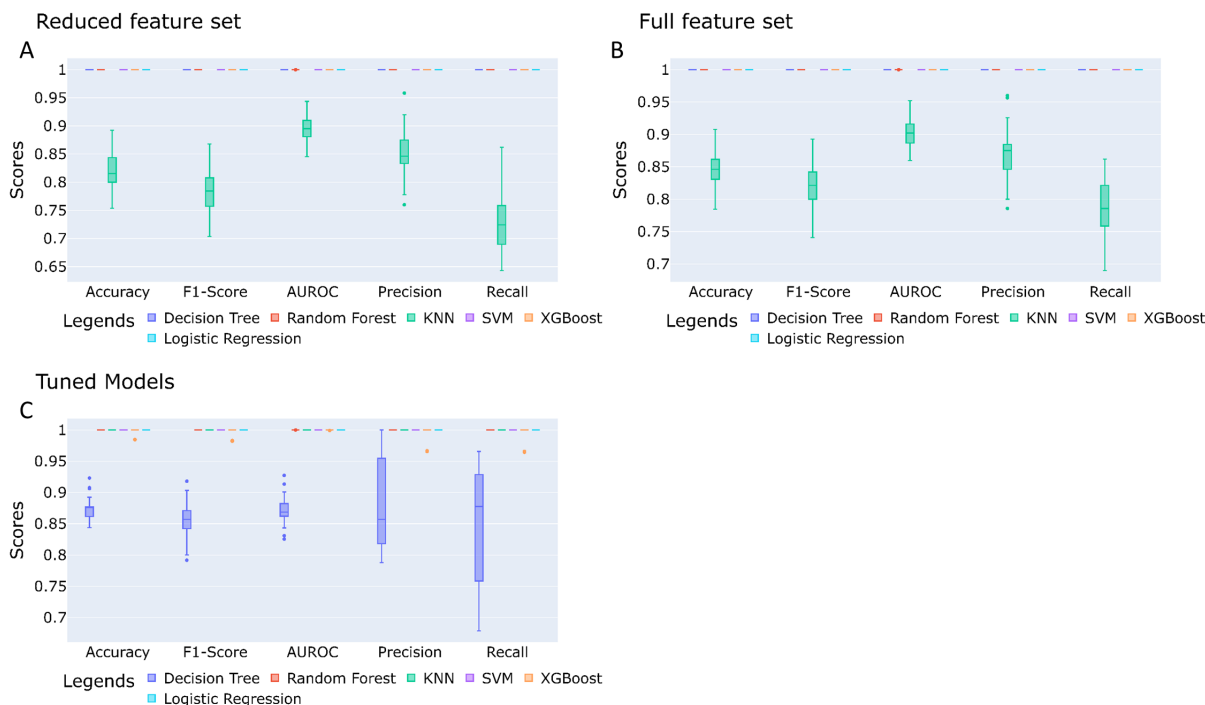 Reduced feature set
A
1
0.95
0.9
0.85
0.8
0.75
0.7
0.65
Scores
Accuracy F1-Score AUROC Precision Recall
Legends Decision Tree Random Forest KNN SVM XGBoost
Logistic Regression
Full feature set
B
1
0.95
0.9
0.85
0.8
0.75
0.7
Scores
Accuracy F1-Score AUROC Precision Recall
Legends Decision Tree Random Forest KNN SVM XGBoost
Logistic Regression
Tuned Models
C
1
0.95
0.9
0.85
0.8
0.75
0.7
Scores
Accuracy F1-Score AUROC Precision Recall
Legends Decision Tree Random Forest KNN SVM XGBoost
Logistic Regression